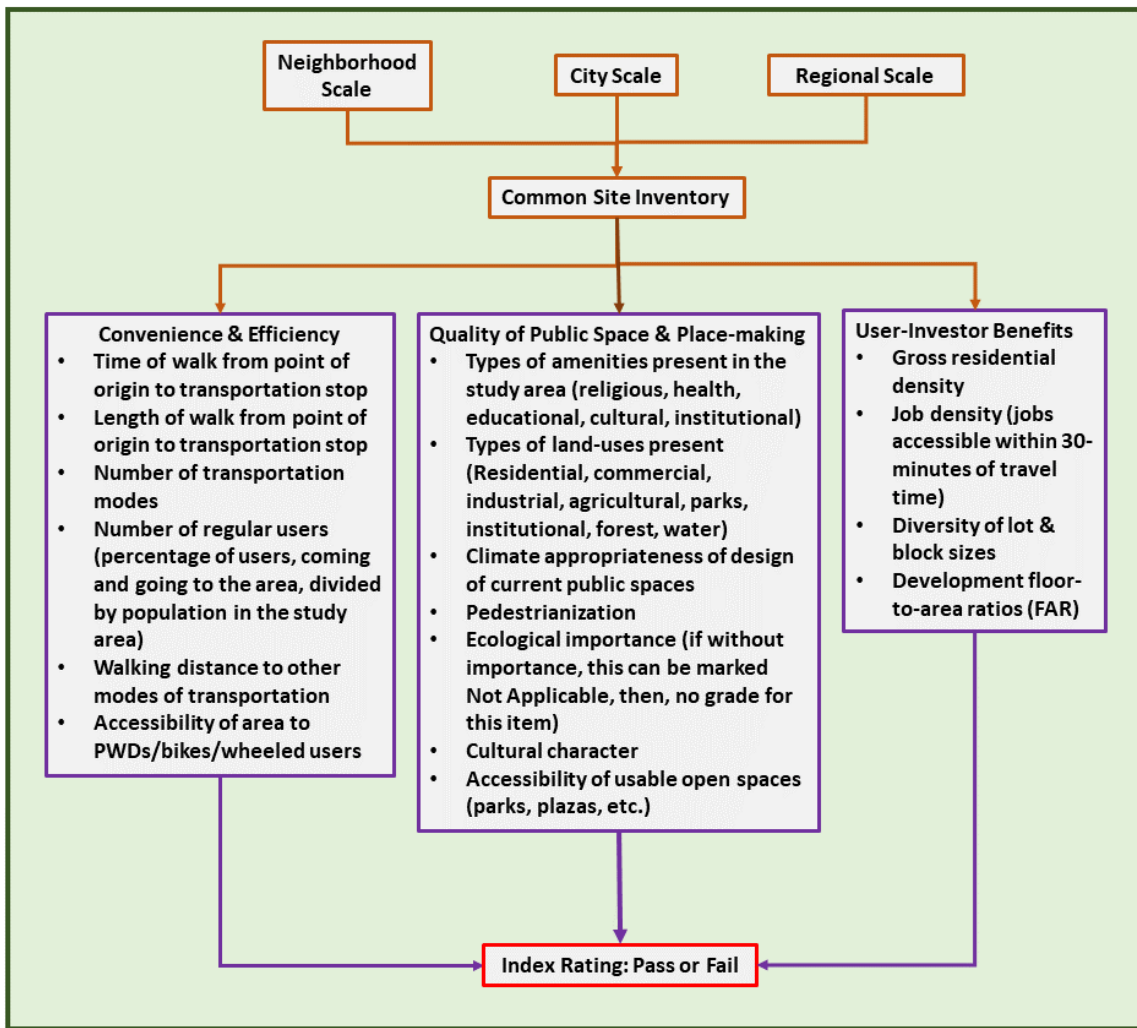 Neighborhood
Scale
City Scale
Regional Scale
Common Site Inventory
Convenience & Efficiency
• Time of walk from point of
origin to transportation stop
• Length of walk from point of
origin to transportation stop
• Number of transportation
modes
• Number of regular users
(percentage of users, coming
and going to the area, divided
by population in the study
area)
• Walking distance to other
modes of transportation
• Accessibility of area to
PWDs/bikes/wheeled users
Quality of Public Space & Place-making
• Types of amenities present in the
study area (religious, health,
educational, cultural, institutional)
• Types of land-uses present
(Residential, commercial,
industrial, agricultural, parks,
institutional, forest, water)
• Climate appropriateness of design
of current public spaces
• Pedestrianization
• Ecological importance (if without
importance, this can be marked
Not Applicable, then, no grade for
this item)
• Cultural character
• Accessibility of usable open spaces
(parks, plazas, etc.)
User-Investor Benefits
• Gross residential
density
• Job density (jobs
accessible within 30-
minutes of travel
time)
• Diversity of lot &
block sizes
• Development floor-
to-area ratios (FAR)
Index Rating: Pass or Fail